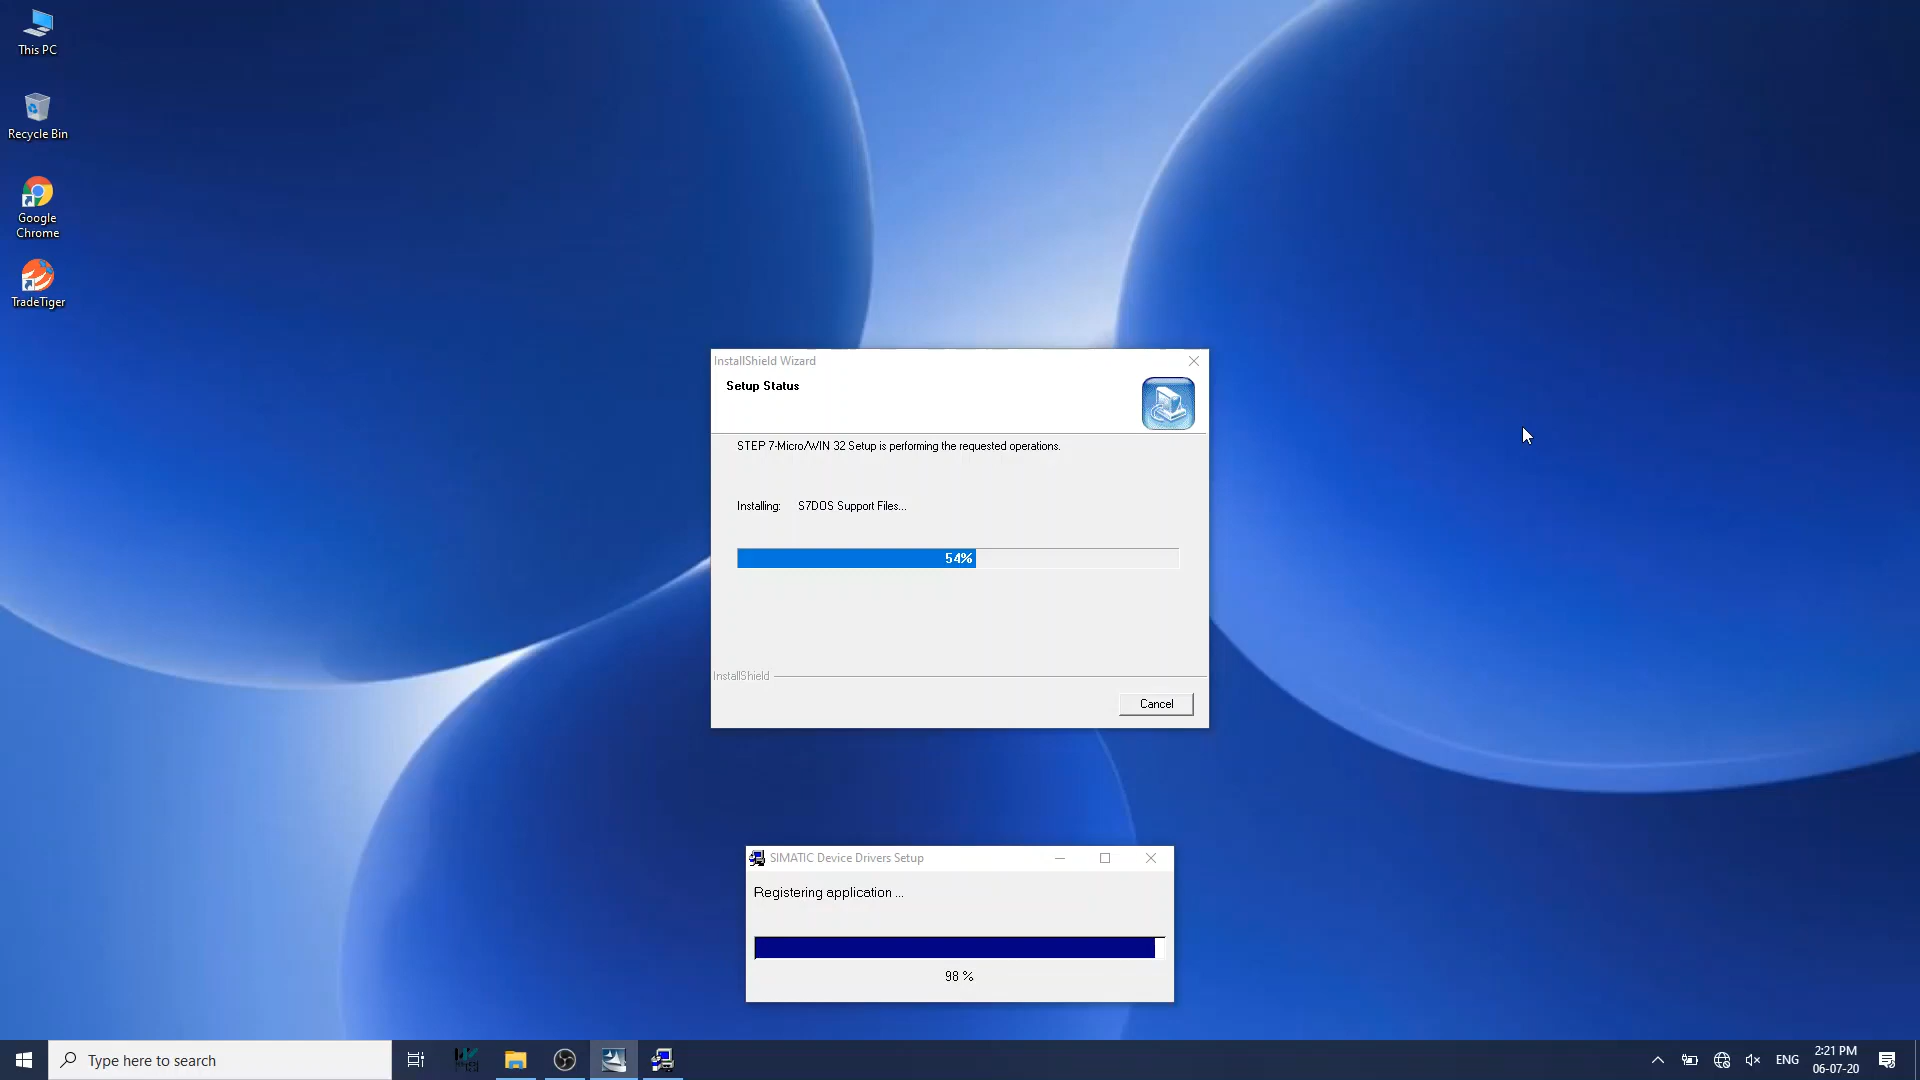 This PC
Recycle Bin
Google
Chrome
TradeTiger
InstallShield Wizard
Setup Status
STEP 7-Micro/WIN 32 Setup is performing the requested operations.
Installing: S7DOS Support Files...
54%
InstallShield
Cancel
SIMATIC Device Drivers Setup
Registering application ...
98 %
Type here to search
ENG
2:21 PM
06-07-20